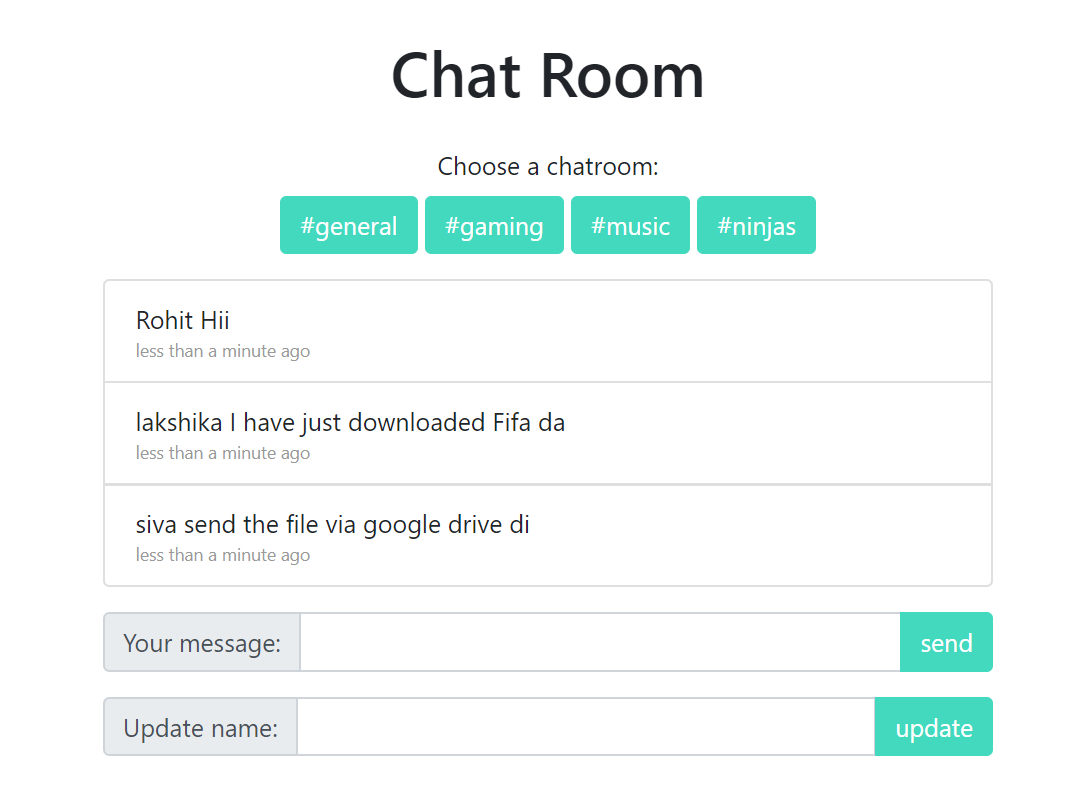 Chat Room
Choose a chatroom:
#general #gaming #music #ninjas
Rohit Hii
less than a minute ago
lakshika I have just downloaded Fifa da
less than a minute ago
siva send the file via google drive di
less than a minute ago
Your message: send
Update name: update